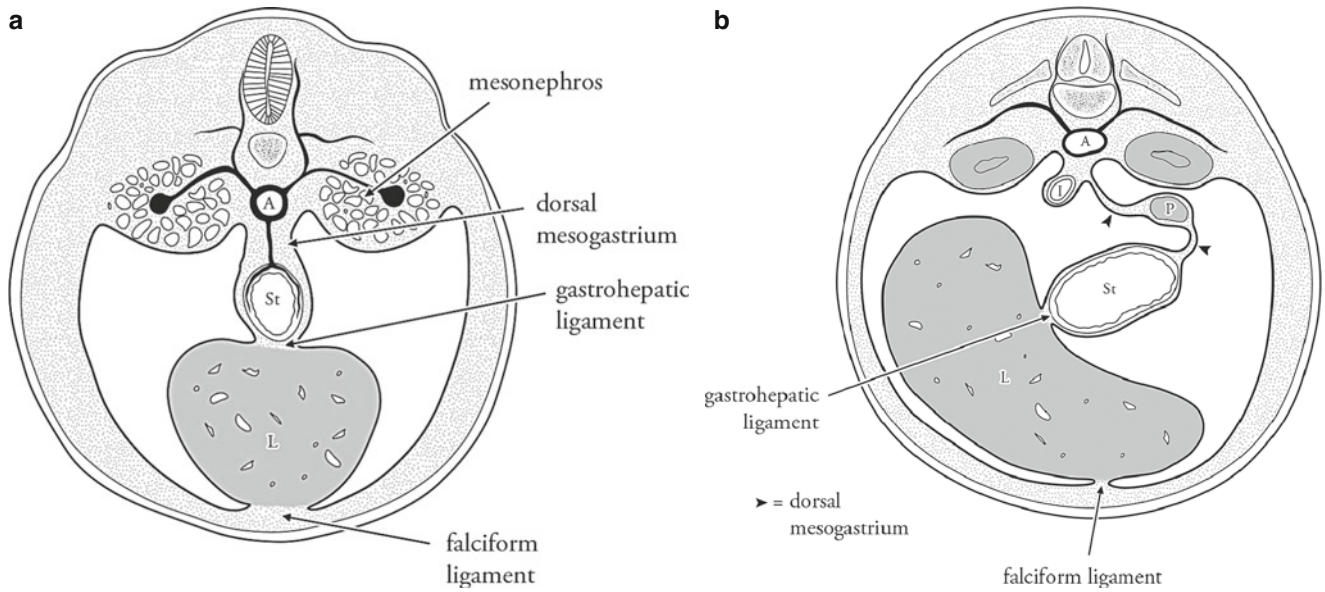 a
mesonephros
A
dorsal
mesogastrium
St
gastrohepatic
ligament
L
falciform
ligament
b
A
I
P
St
L
gastrohepatic
ligament
➤ = dorsal
mesogastrium
falciform ligament